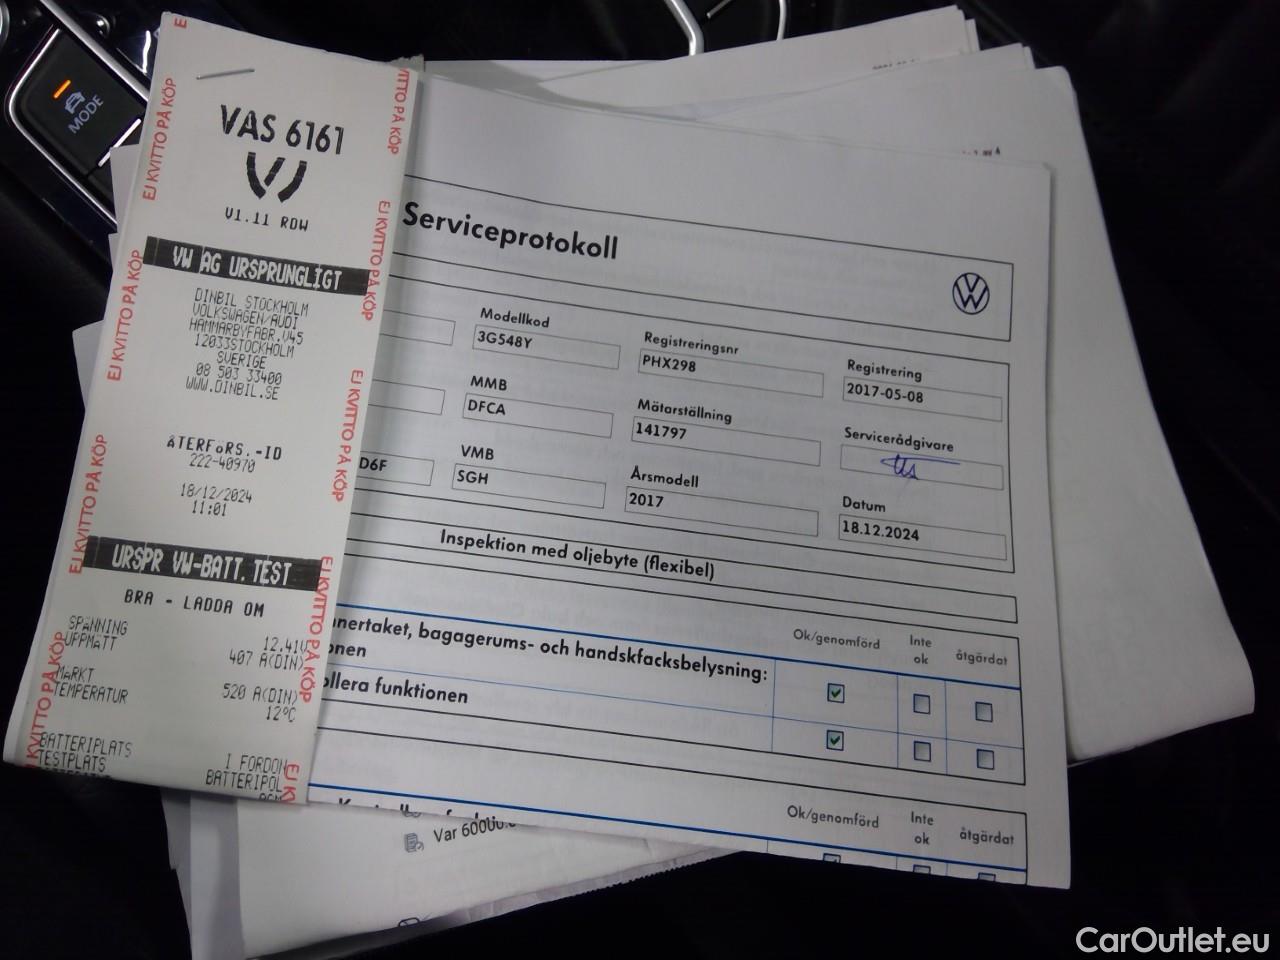 MODE
EJ KVITTO PÅ KÖP
VAS 6161
V1.11 ROW
VW AG URSPRUNGLIGT
DINBIL STOCKHOLM
VOLKSWAGEN/AUDI
HAMMARBYFABR.V45
12033STOCKHOLM
SVERIGE
08 503 33400
WWW.DINBIL.SE
ÅTERFÖRS.-ID
222-40970
18/12/2024
11:01
URSPR VW-BATT.TEST
BRA - LADDA OM
SPÄNNING 12.41V
UPPMÄTT 407 A(DIN)
MÄRKT 520 A(DIN)
TEMPERATUR 12°C
BATTERIPLATS I FORDON
TESTPLATS BATTERIPOL
Serviceprotokoll
Modellkod
3G548Y
Registreringsnr
PHX298
Registrering
2017-05-08
MMB
DFCA
Mätarställning
141797
Servicerådgivare
D6F
VMB
SGH
Årsmodell
2017
Datum
18.12.2024
Inspektion med oljebyte (flexibel)
Ok/genomförd Inte ok åtgärdat
nnertaket, bagagerums- och handskfacksbelysning:
onen
ollera funktionen
Ok/genomförd Inte ok åtgärdat
Var 60000
CarOutlet.eu